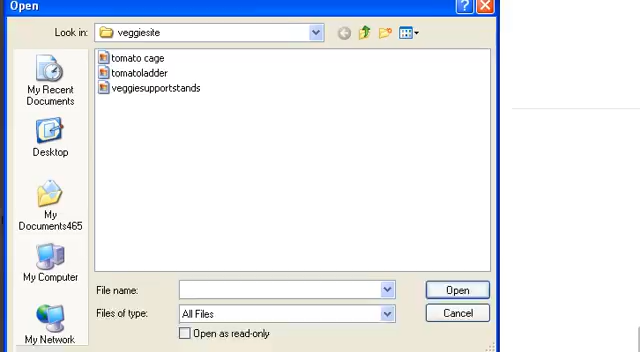 Open
Look in:
veggiesite
tomato cage
tomatoladder
veggiesupportstands
My Recent
Documents
Desktop
My
Documents465
My Computer
My Network
File name:
Open
Files of type:
All Files
Cancel
Open as read-only